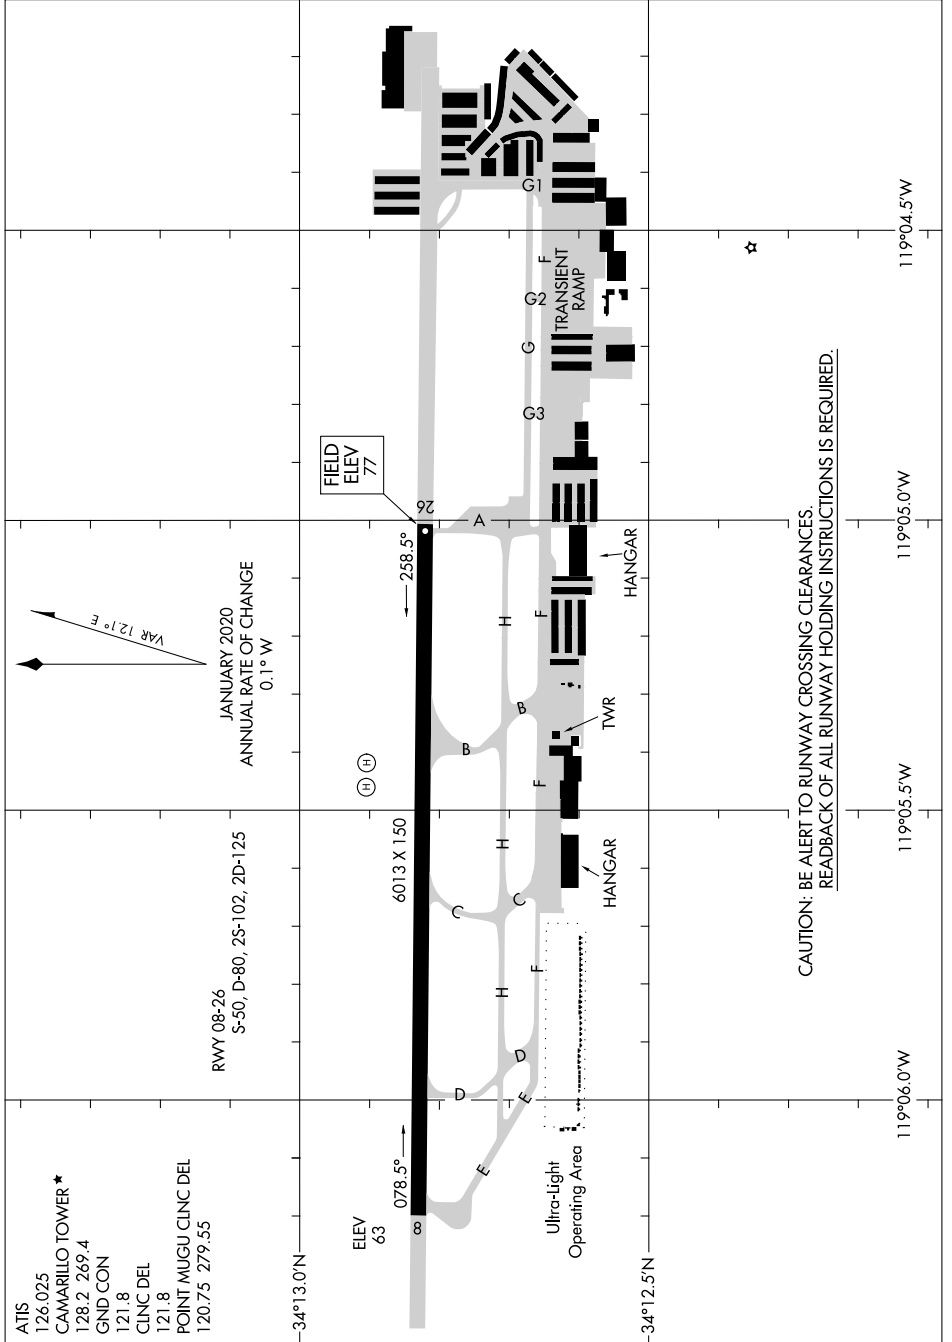 ATIS
126.025
CAMARILLO TOWER★
128.2 269.4
GND CON
121.8
CLNC DEL
121.8
POINT MUGU CLNC DEL
120.75 279.55
RWY 08-26
S-50, D-80, 2S-102, 2D-125
VAR 12.1° E
JANUARY 2020
ANNUAL RATE OF CHANGE
0.1° W
34°13.0'N
H
H
FIELD
ELEV
77
ELEV
63
8
078.5°
6013 X 150
258.5°
26
E
D
C
B
A
H
H
H
E
D
C
B
F
F
F
G3
G
G2
F
G1
TRANSIENT
RAMP
Ultra-Light
Operating Area
HANGAR
TWR
HANGAR
34°12.5'N
CAUTION: BE ALERT TO RUNWAY CROSSING CLEARANCES.
READBACK OF ALL RUNWAY HOLDING INSTRUCTIONS IS REQUIRED.
119°06.0'W
119°05.5'W
119°05.0'W
119°04.5'W